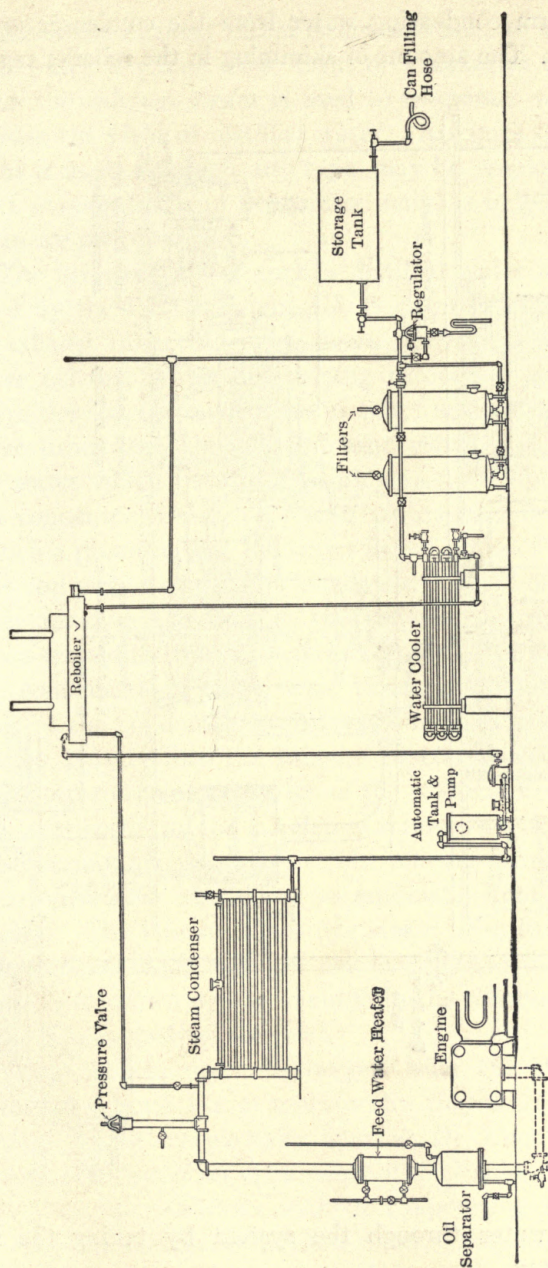 Pressure Valve
Steam Condenser
Feed Water Heater
Oil
Separator
Engine
Automatic
Tank &
Pump
Reboiler
Water Cooler
Filters
Regulator
Storage
Tank
Can Filling
Hose